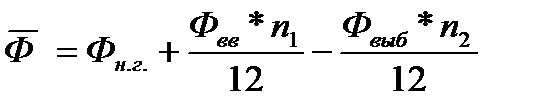 Φ̅ = Φн.г. + Φвв * n₁ / 12 − Φвыб * n₂ / 12